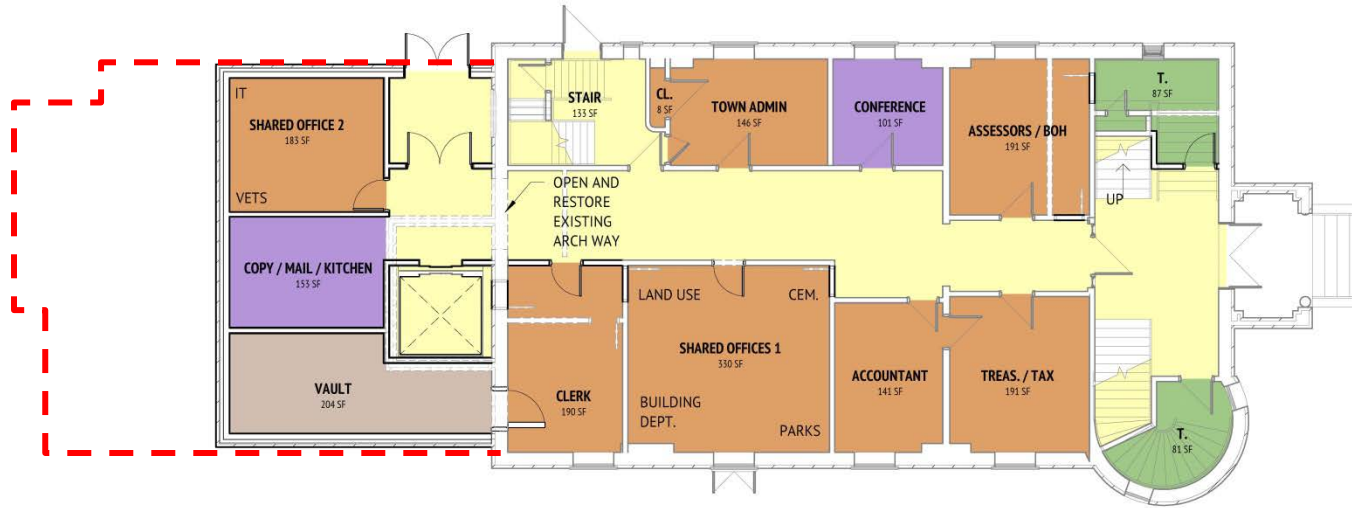 IT
SHARED OFFICE 2
183 SF
VETS
COPY / MAIL / KITCHEN
153 SF
VAULT
204 SF
STAIR
133 SF
CL.
8 SF
TOWN ADMIN
146 SF
CONFERENCE
101 SF
ASSESSORS / BOH
191 SF
T.
87 SF
OPEN AND
RESTORE
EXISTING
ARCH WAY
UP
CLERK
190 SF
LAND USE
CEM.
SHARED OFFICES 1
330 SF
BUILDING
DEPT.
PARKS
ACCOUNTANT
141 SF
TREAS. / TAX
191 SF
T.
81 SF